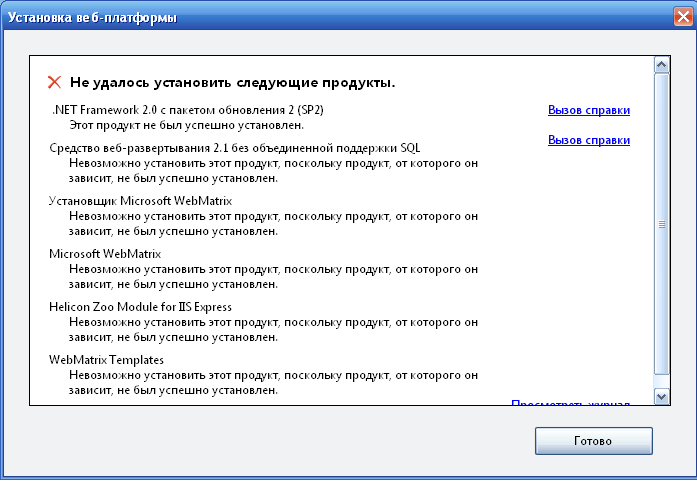 Установка веб-платформы
Не удалось установить следующие продукты.
.NET Framework 2.0 с пакетом обновления 2 (SP2)
Вызов справки
Этот продукт не был успешно установлен.
Средство веб-развертывания 2.1 без объединенной поддержки SQL
Вызов справки
Невозможно установить этот продукт, поскольку продукт, от которого он
зависит, не был успешно установлен.
Установщик Microsoft WebMatrix
Невозможно установить этот продукт, поскольку продукт, от которого он
зависит, не был успешно установлен.
Microsoft WebMatrix
Невозможно установить этот продукт, поскольку продукт, от которого он
зависит, не был успешно установлен.
Helicon Zoo Module for IIS Express
Невозможно установить этот продукт, поскольку продукт, от которого он
зависит, не был успешно установлен.
WebMatrix Templates
Невозможно установить этот продукт, поскольку продукт, от которого он
зависит, не был успешно установлен.
Просмотреть журнал
Готово